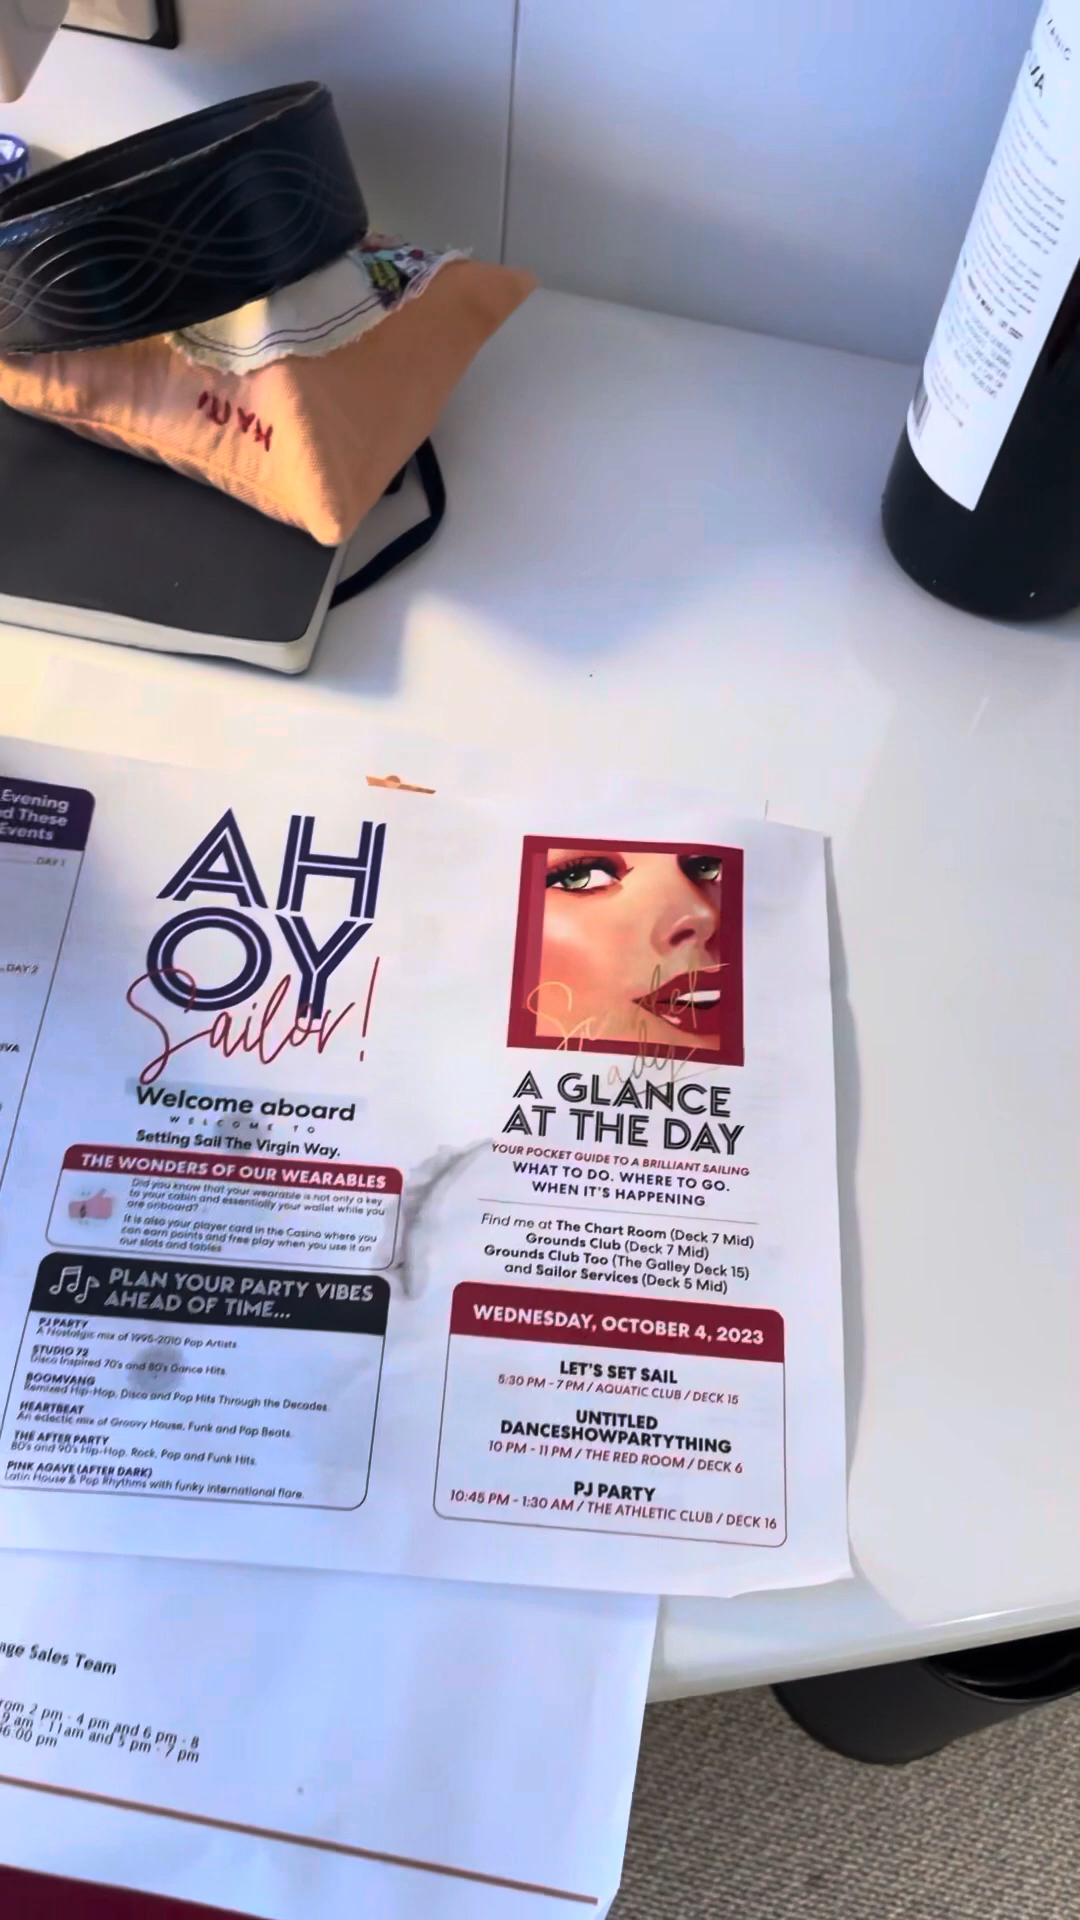 Evening
d These
Events
DAY 1
DAY 2
AH
OY
Sailor!
Welcome aboard
WELCOME TO
Setting Sail The Virgin Way.
THE WONDERS OF OUR WEARABLES
Did you know that your wearable is not only a key
to your cabin and essentially your wallet while you
are onboard?
It is also your player card in the Casino where you
can earn points and free play when you use it on
our slots and tables
PLAN YOUR PARTY VIBES
AHEAD OF TIME...
PJ PARTY
A Nostalgic mix of 1995-2010 Pop Artists
STUDIO 72
Disco Inspired 70's and 80's Dance Hits.
BOOMVANG
Remixed Hip-Hop, Disco and Pop Hits Through the Decades.
HEARTBEAT
An eclectic mix of Groovy House, Funk and Pop Beats.
THE AFTER PARTY
80's and 90's Hip-Hop, Rock, Pop and Funk Hits.
PINK AGAVE (AFTER DARK)
Latin House & Pop Rhythms with funky international flare.
Scarlet
Lady
A GLANCE
AT THE DAY
YOUR POCKET GUIDE TO A BRILLIANT SAILING
WHAT TO DO. WHERE TO GO.
WHEN IT'S HAPPENING
Find me at The Chart Room (Deck 7 Mid)
Grounds Club (Deck 7 Mid)
Grounds Club Too (The Galley Deck 15)
and Sailor Services (Deck 5 Mid)
WEDNESDAY, OCTOBER 4, 2023
LET'S SET SAIL
5:30 PM - 7 PM / AQUATIC CLUB / DECK 15
UNTITLED
DANCESHOWPARTYTHING
10 PM - 11 PM / THE RED ROOM / DECK 6
PJ PARTY
10:45 PM - 1:30 AM / THE ATHLETIC CLUB / DECK 16
age Sales Team
rom 2 pm - 4 pm and 6 pm - 8
9 am - 11am and 5 pm - 7 pm
6:00 pm